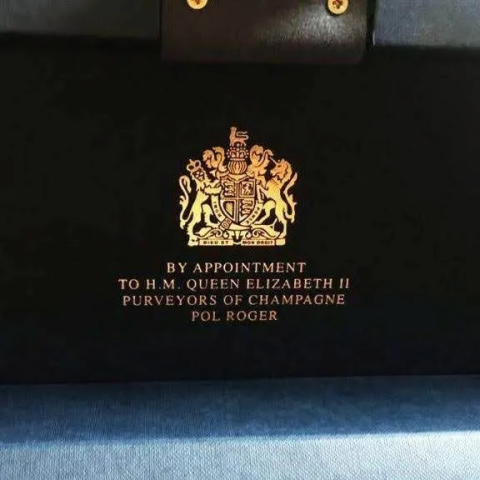 DIEU ET MON DROIT
BY APPOINTMENT
TO H.M. QUEEN ELIZABETH II
PURVEYORS OF CHAMPAGNE
POL ROGER